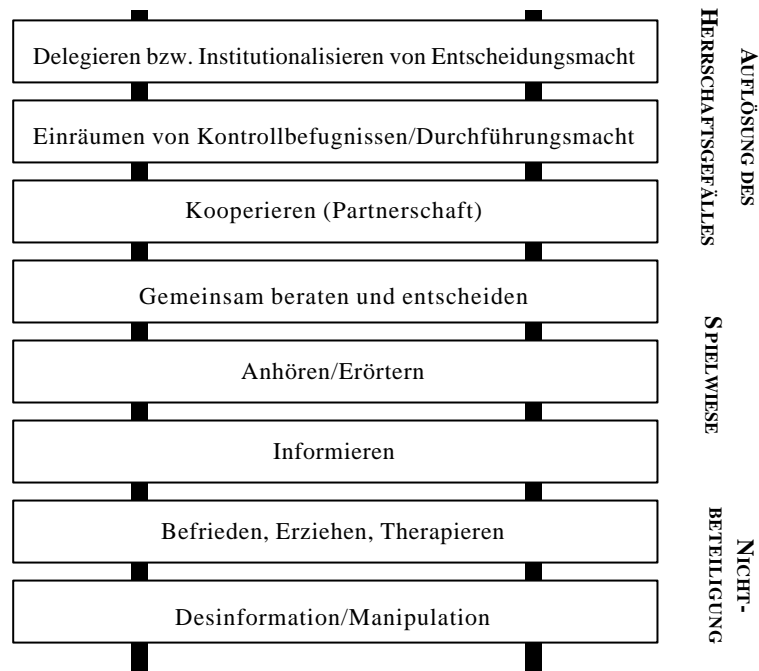 Delegieren bzw. Institutionalisieren von Entscheidungsmacht
Einräumen von Kontrollbefugnissen/Durchführungsmacht
Kooperieren (Partnerschaft)
Gemeinsam beraten und entscheiden
Anhören/Erörtern
Informieren
Befrieden, Erziehen, Therapieren
Desinformation/Manipulation
AUFLÖSUNG DES
HERRSCHAFTSGEFÄLLES
SPIELWIESE
NICHT-
BETEILIGUNG